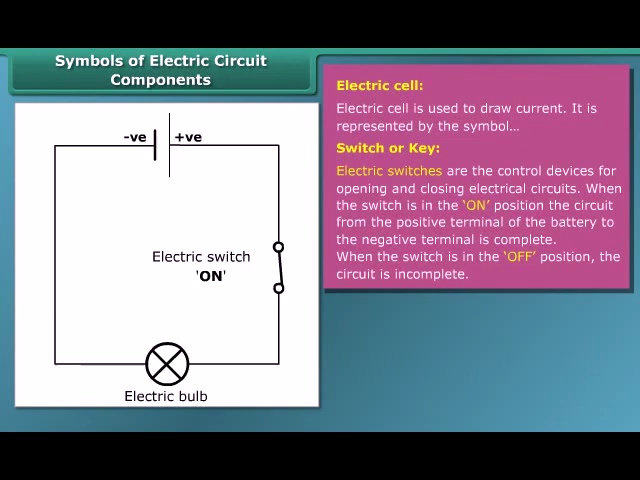 Symbols of Electric Circuit
Components
-ve
+ve
Electric switch
'ON'
Electric bulb
Electric cell:
Electric cell is used to draw current. It is
represented by the symbol…
Switch or Key:
Electric switches are the control devices for
opening and closing electrical circuits. When
the switch is in the ‘ON’ position the circuit
from the positive terminal of the battery to
the negative terminal is complete.
When the switch is in the ‘OFF’ position, the
circuit is incomplete.